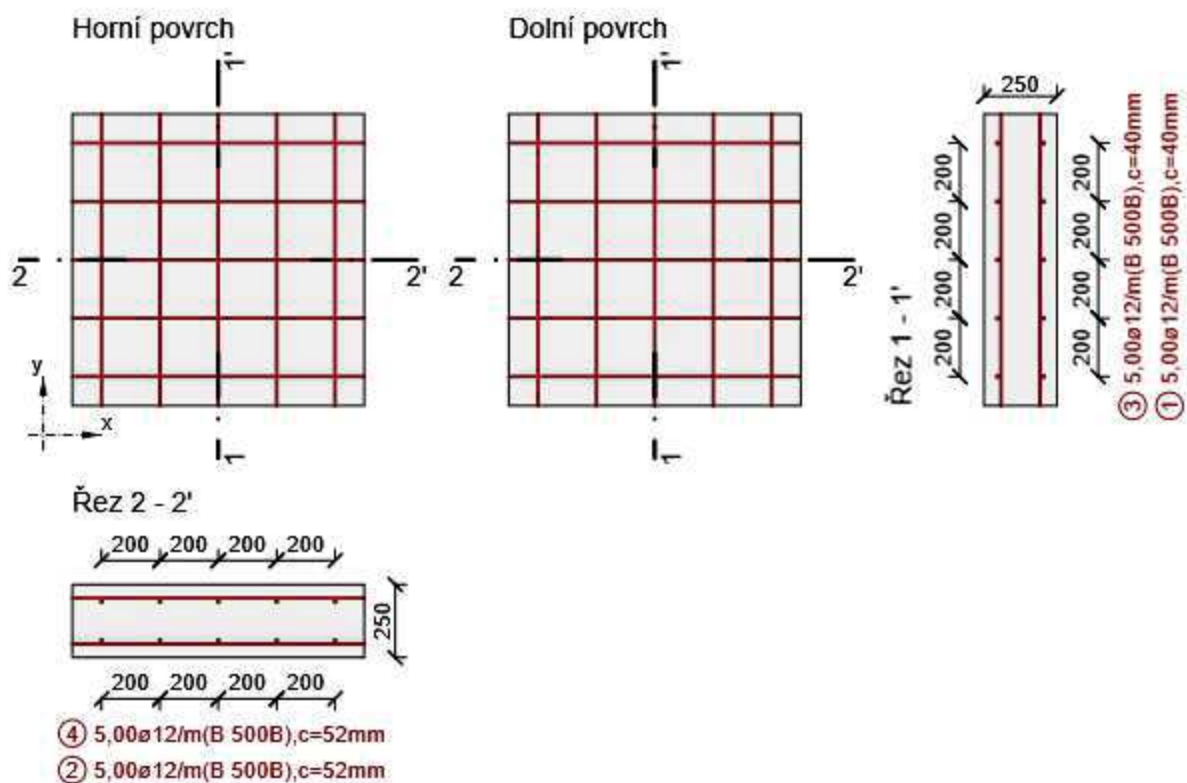 Horní povrch
Dolní povrch
1'
1'
250
2
2'
2
2'
200
200
200
200
200
200
200
200
Řez 1 - 1'
③ 5,00ø12/m(B 500B),c=40mm
① 5,00ø12/m(B 500B),c=40mm
y
x
1
1
Řez 2 - 2'
200 200 200 200
250
200 200 200 200
④ 5,00ø12/m(B 500B),c=52mm
② 5,00ø12/m(B 500B),c=52mm